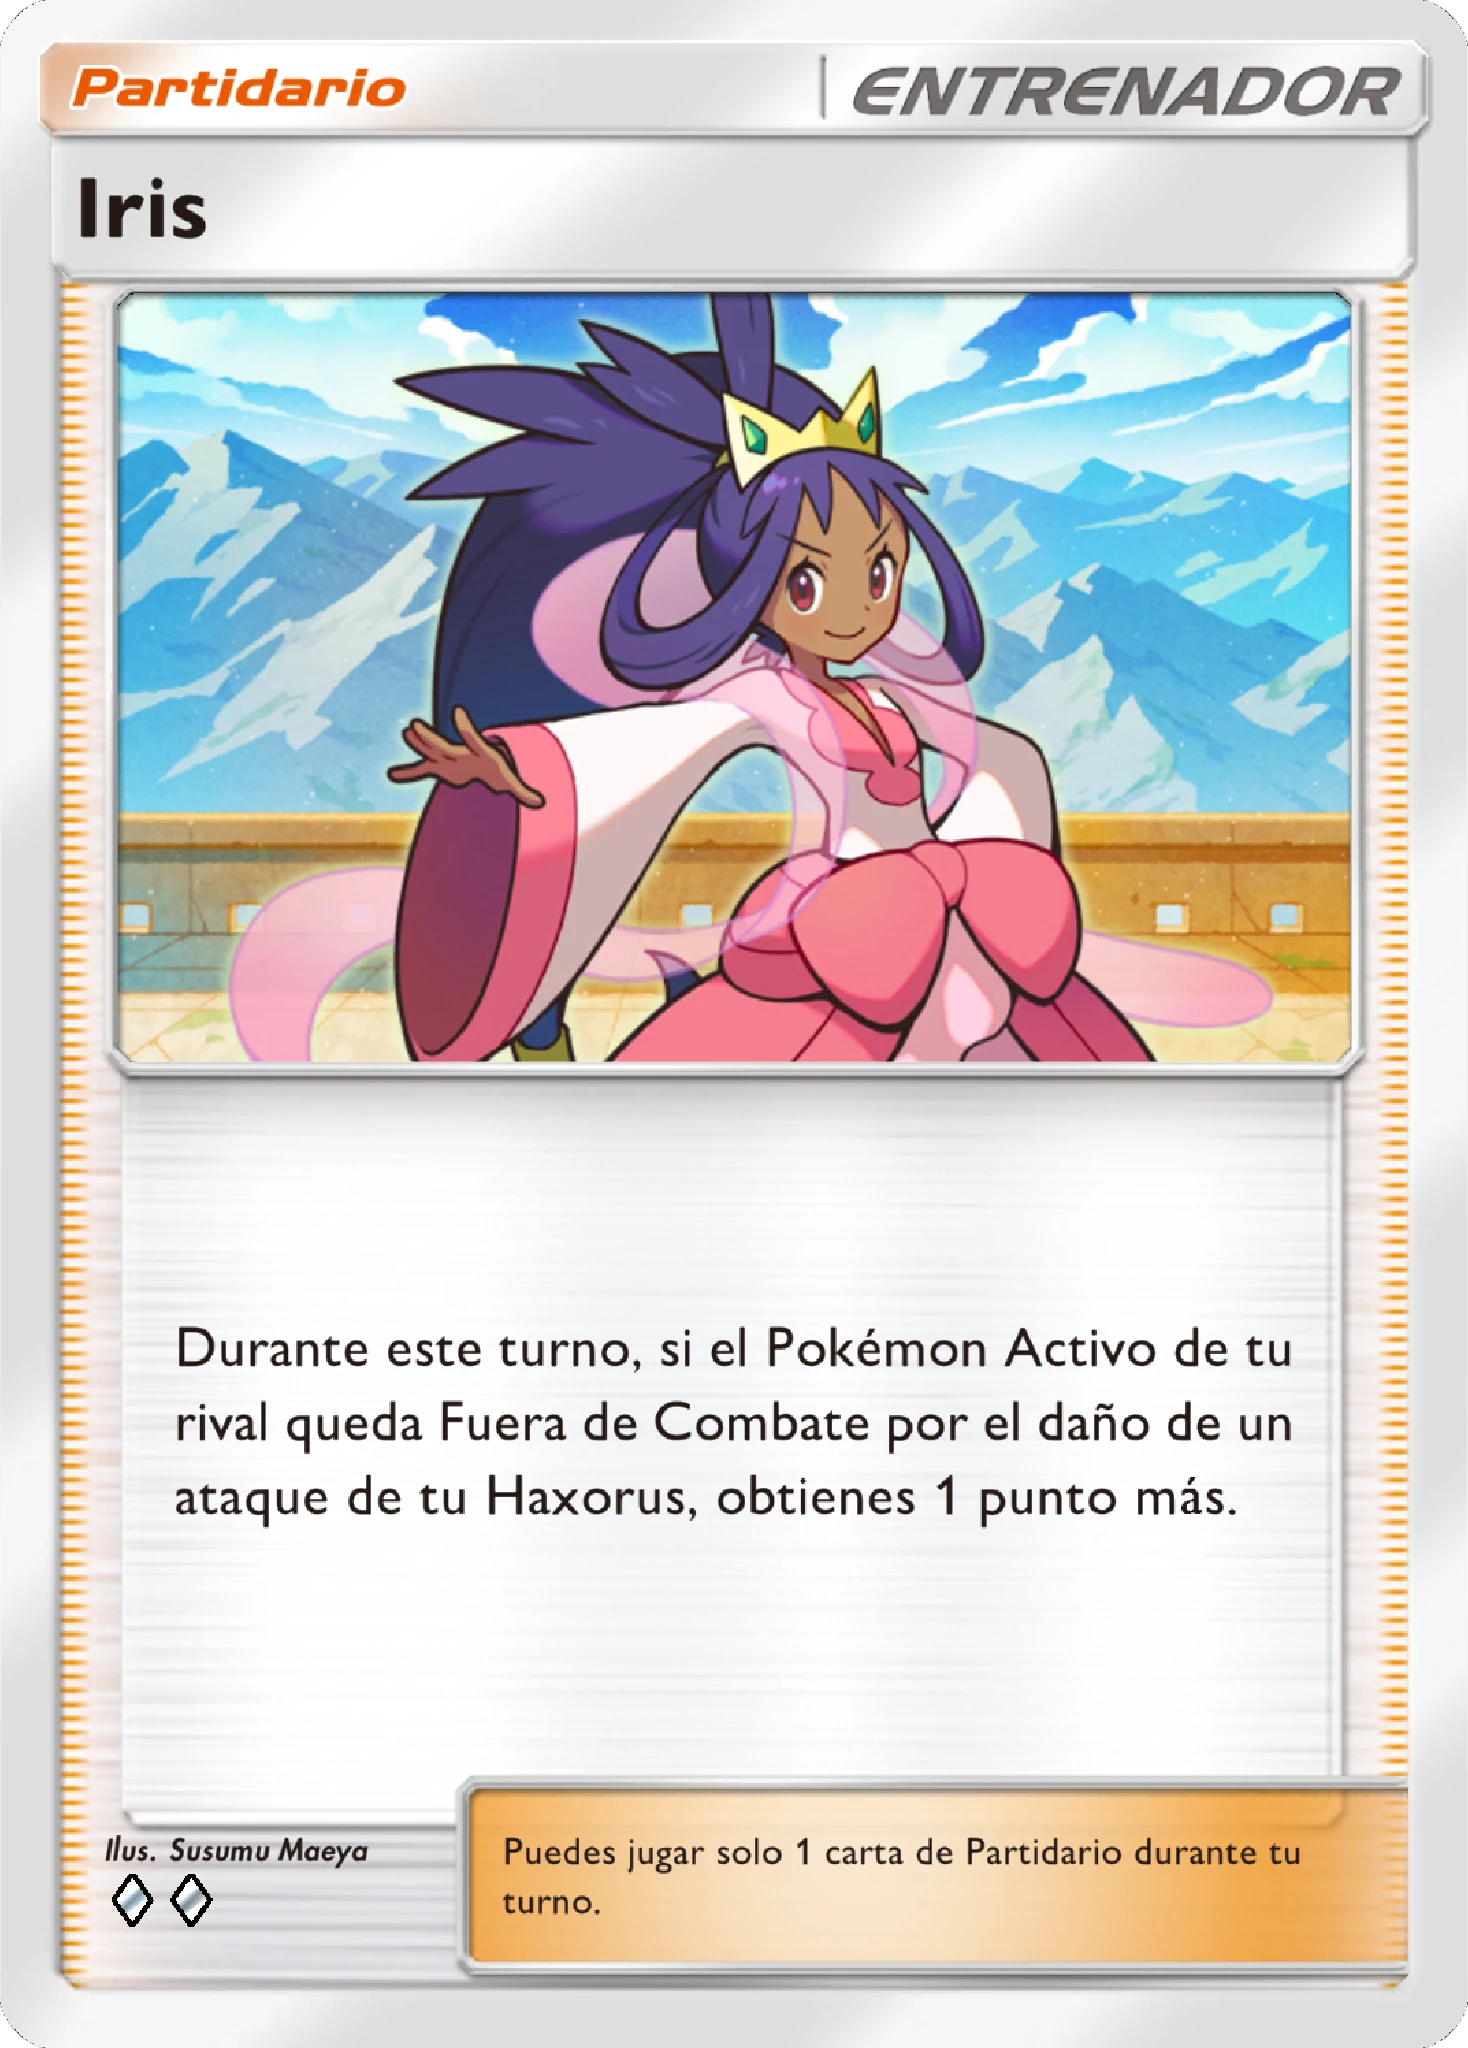 Partidario
ENTRENADOR
Iris
Durante este turno, si el Pokémon Activo de tu
rival queda Fuera de Combate por el daño de un
ataque de tu Haxorus, obtienes 1 punto más.
Ilus. Susumu Maeya
Puedes jugar solo 1 carta de Partidario durante tu
turno.